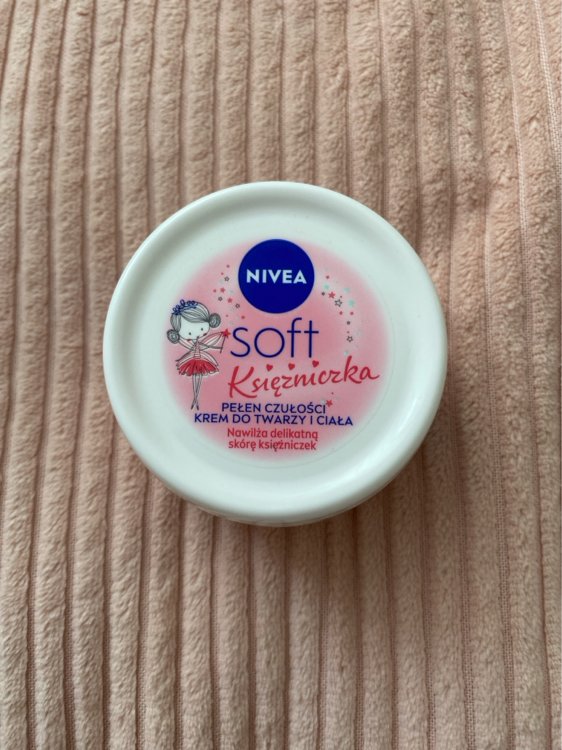 NIVEA
soft
Księżniczka
PEŁEN CZUŁOŚCI
KREM DO TWARZY I CIAŁA
Nawilża delikatną
skórę księżniczek